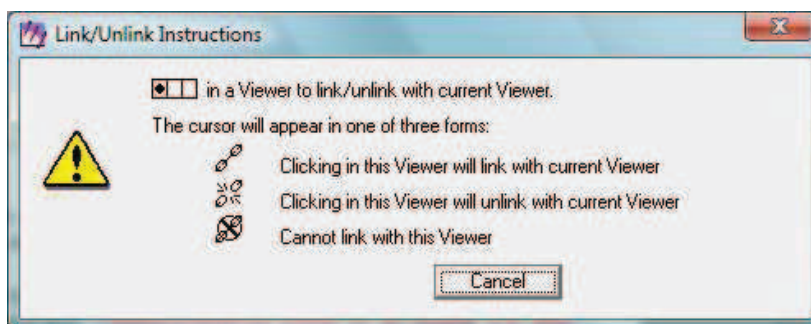 Link/Unlink Instructions
in a Viewer to link/unlink with current Viewer.
The cursor will appear in one of three forms:
Clicking in this Viewer will link with current Viewer
Clicking in this Viewer will unlink with current Viewer
Cannot link with this Viewer
Cancel